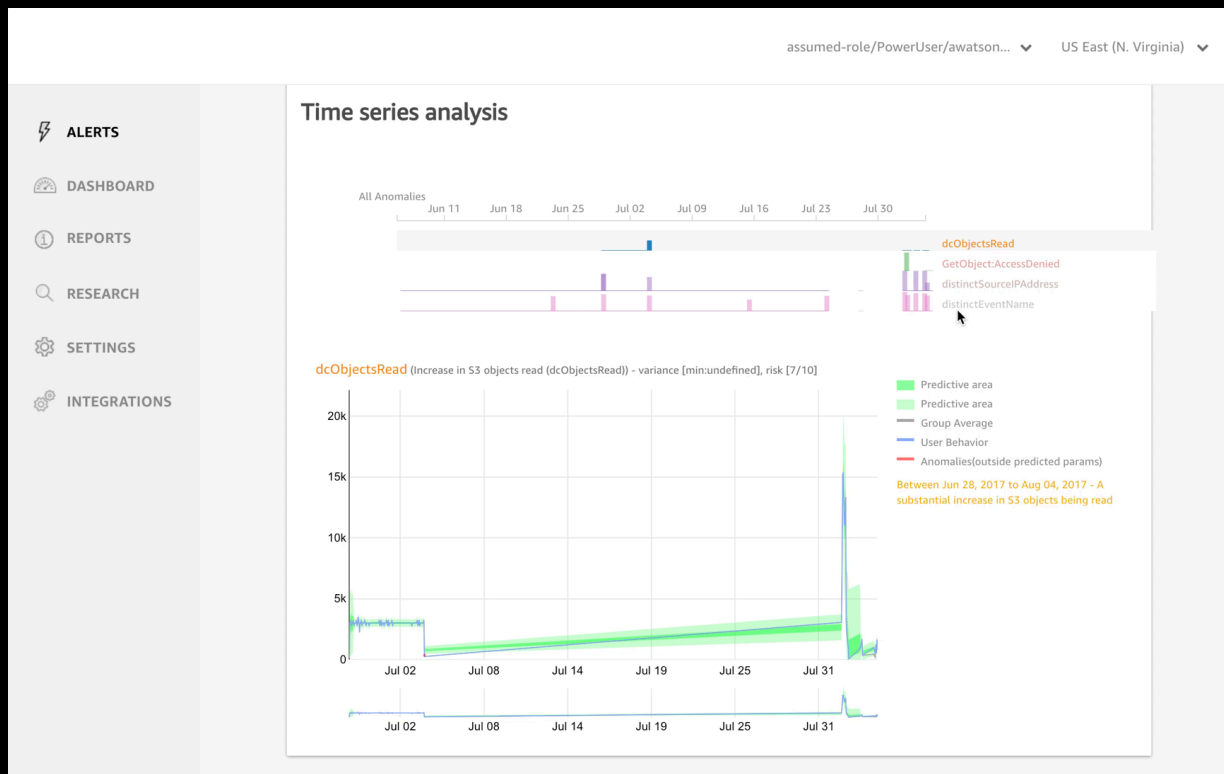 assumed-role/PowerUser/awatson... US East (N. Virginia)
ALERTS
DASHBOARD
REPORTS
RESEARCH
SETTINGS
INTEGRATIONS
Time series analysis
All Anomalies
Jun 11 Jun 18 Jun 25 Jul 02 Jul 09 Jul 16 Jul 23 Jul 30
dcObjectsRead
GetObject:AccessDenied
distinctSourceIPAddress
distinctEventName
dcObjectsRead (Increase in S3 objects read (dcObjectsRead)) - variance [min:undefined], risk [7/10]
20k
15k
10k
5k
0
Jul 02 Jul 08 Jul 14 Jul 19 Jul 25 Jul 31
Jul 02 Jul 08 Jul 14 Jul 19 Jul 25 Jul 31
Predictive area
Predictive area
Group Average
User Behavior
Anomalies(outside predicted params)
Between Jun 28, 2017 to Aug 04, 2017 - A
substantial increase in S3 objects being read